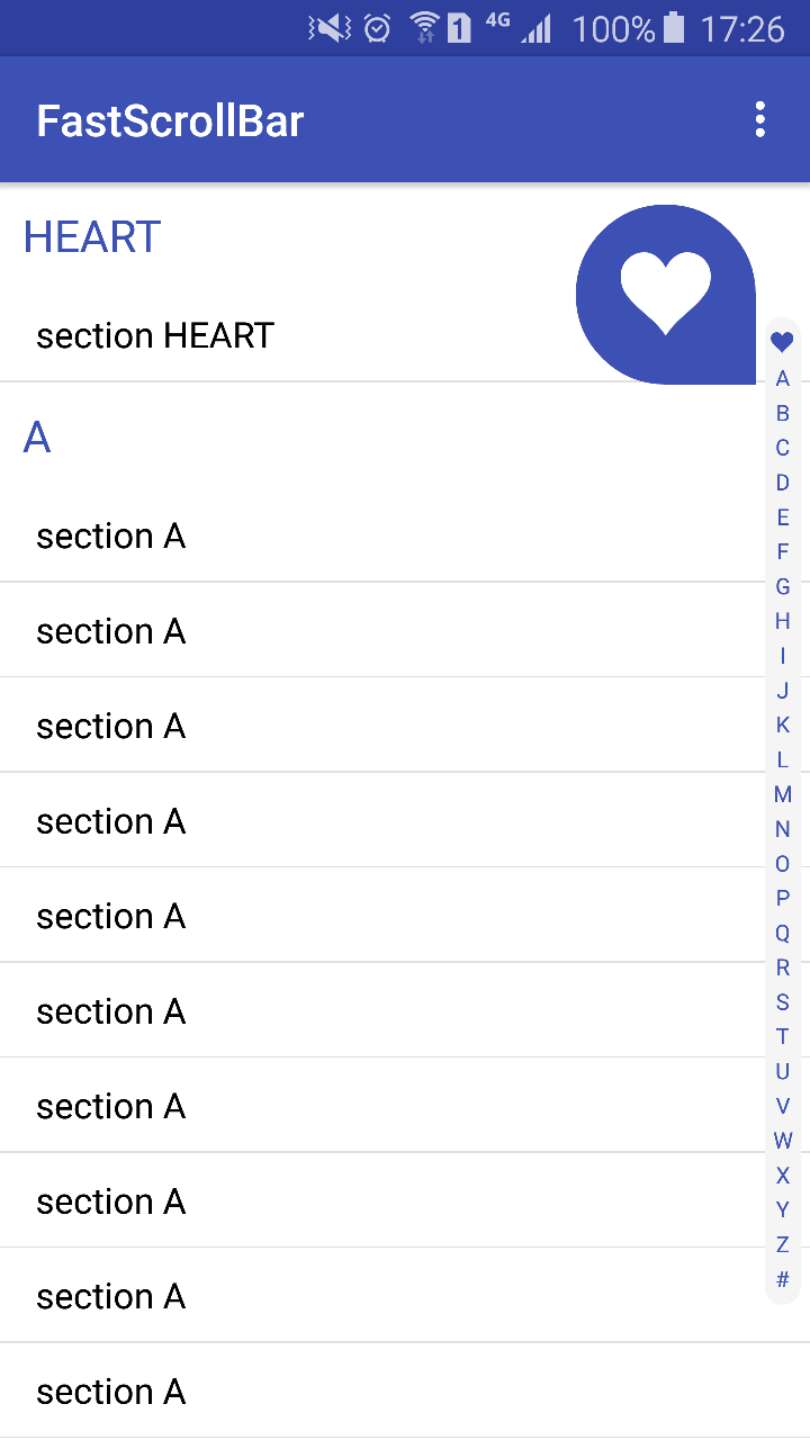 1 4G 100% 17:26
FastScrollBar
HEART
section HEART
A
section A
section A
section A
section A
section A
section A
section A
section A
section A
section A
A
B
C
D
E
F
G
H
I
J
K
L
M
N
O
P
Q
R
S
T
U
V
W
X
Y
Z
#